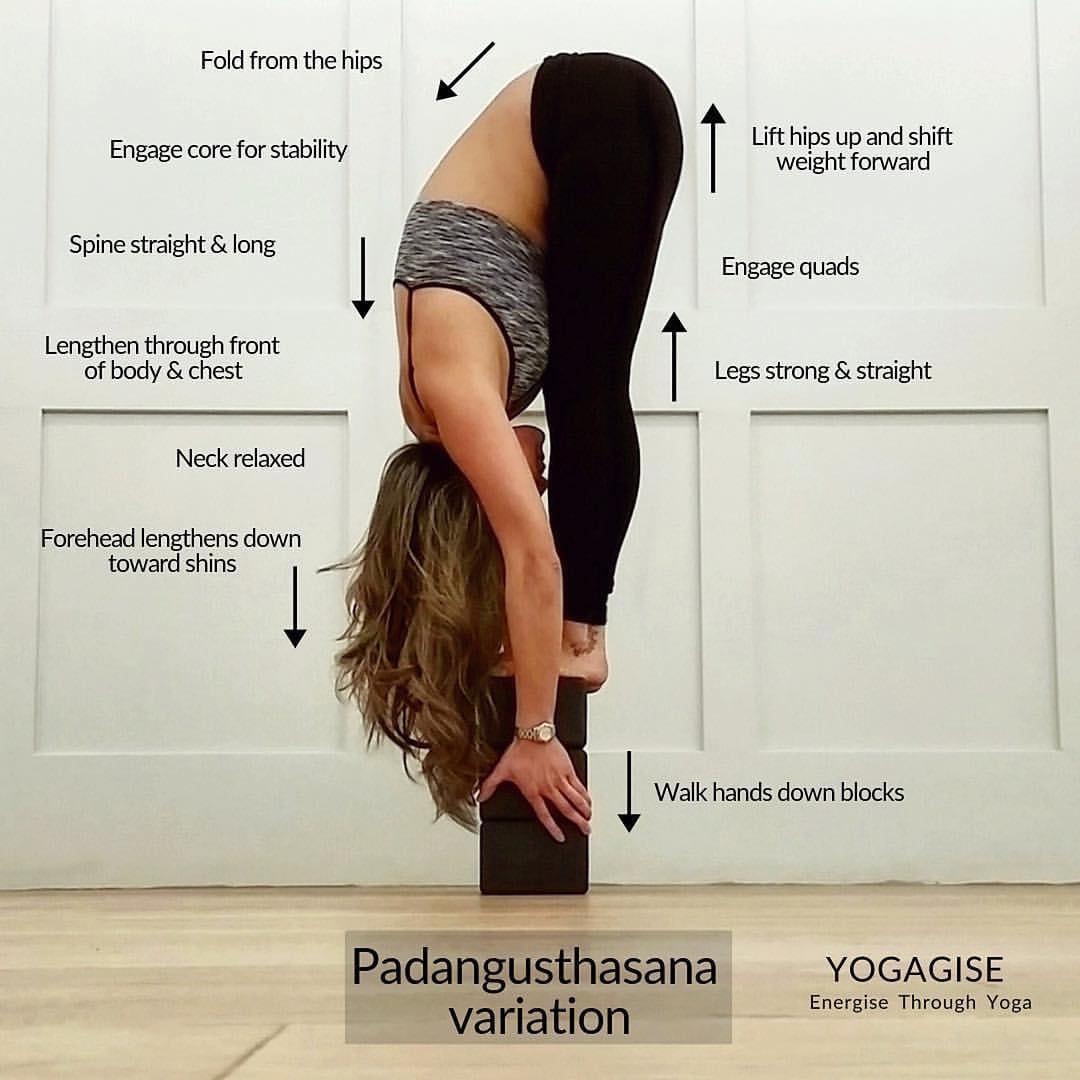 Fold from the hips
Engage core for stability
Spine straight & long
Lengthen through front
of body & chest
Neck relaxed
Forehead lengthens down
toward shins
Lift hips up and shift
weight forward
Engage quads
Legs strong & straight
Walk hands down blocks
Padangusthasana
variation
YOGAGISE
Energise Through Yoga